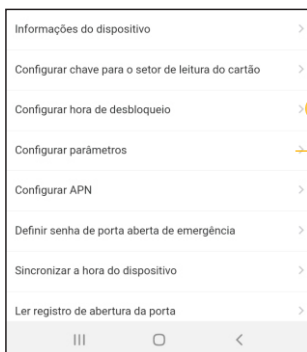 Informações do dispositivo
Configurar chave para o setor de leitura do cartão
Configurar hora de desbloqueio
Configurar parâmetros
Configurar APN
Definir senha de porta aberta de emergência
Sincronizar a hora do dispositivo
Ler registro de abertura da porta